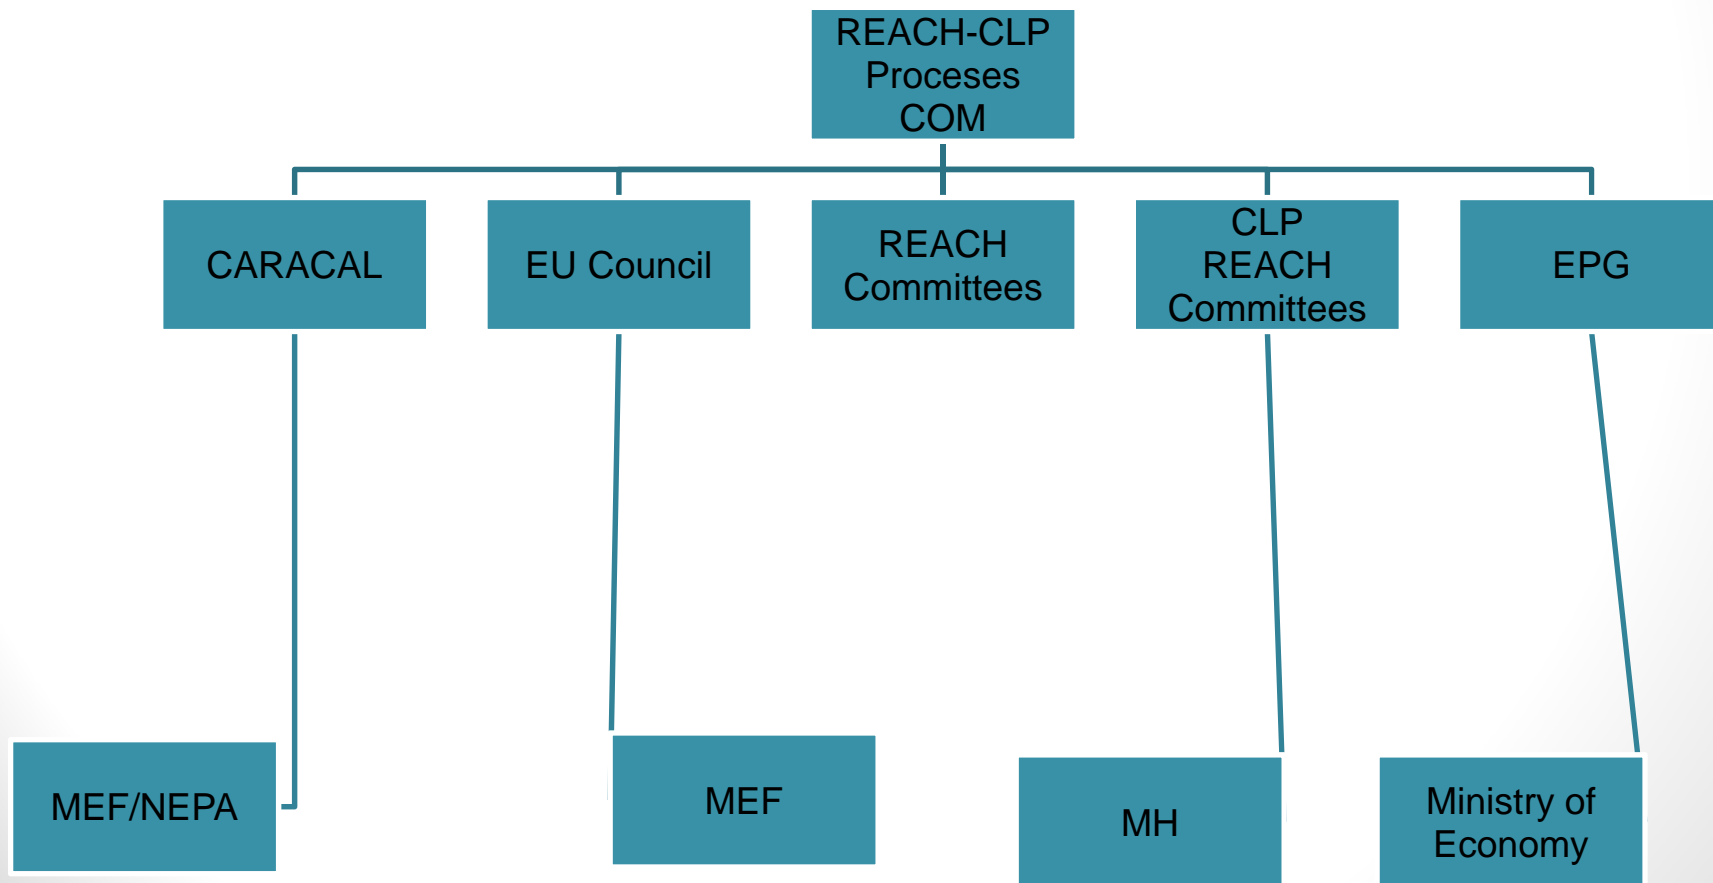 REACH-CLP
Proceses
COM
CARACAL
EU Council
REACH
Committees
CLP
REACH
Committees
EPG
MEF/NEPA
MEF
MH
Ministry of
Economy